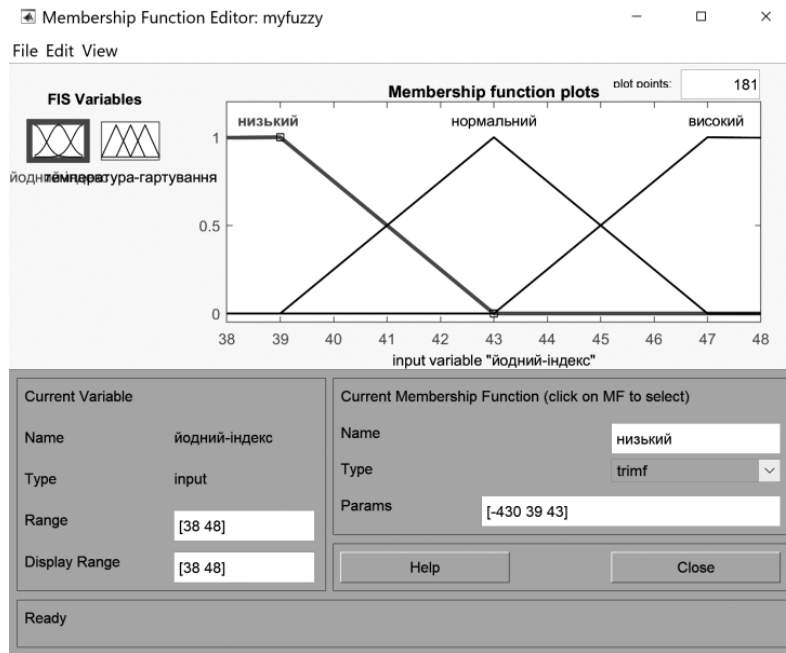 Membership Function Editor: myfuzzy
File Edit View
FIS Variables
Membership function plots
plot points:
181
низький
нормальний
високий
температура-гартування
1
0.5
0
38 39 40 41 42 43 44 45 46 47 48
input variable "йодний-індекс"
Current Variable
Name
йодний-індекс
Type
input
Range
[38 48]
Display Range
[38 48]
Current Membership Function (click on MF to select)
Name
низький
Type
trimf
Params
[-430 39 43]
Help
Close
Ready